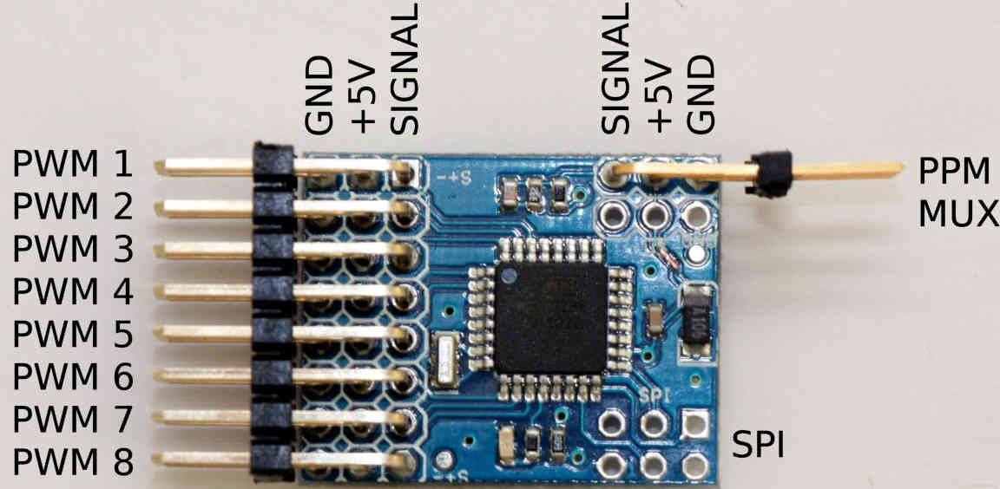 GND
+5V
SIGNAL
SIGNAL
+5V
GND
PWM 1
PWM 2
PWM 3
PWM 4
PWM 5
PWM 6
PWM 7
PWM 8
-+S
PPM
MUX
A106
SPI
SPI
-+S